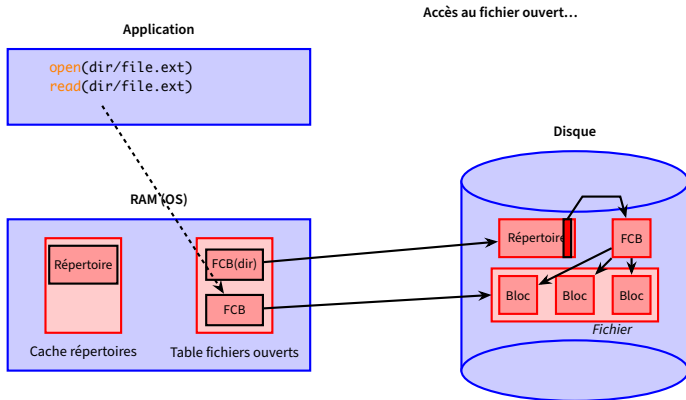 Accès au fichier ouvert…
Application
open(dir/file.ext)
read(dir/file.ext)
Disque
RAM (OS)
Répertoire
FCB
Répertoire
FCB(dir)
FCB
Bloc
Bloc
Bloc
Fichier
Cache répertoires
Table fichiers ouverts